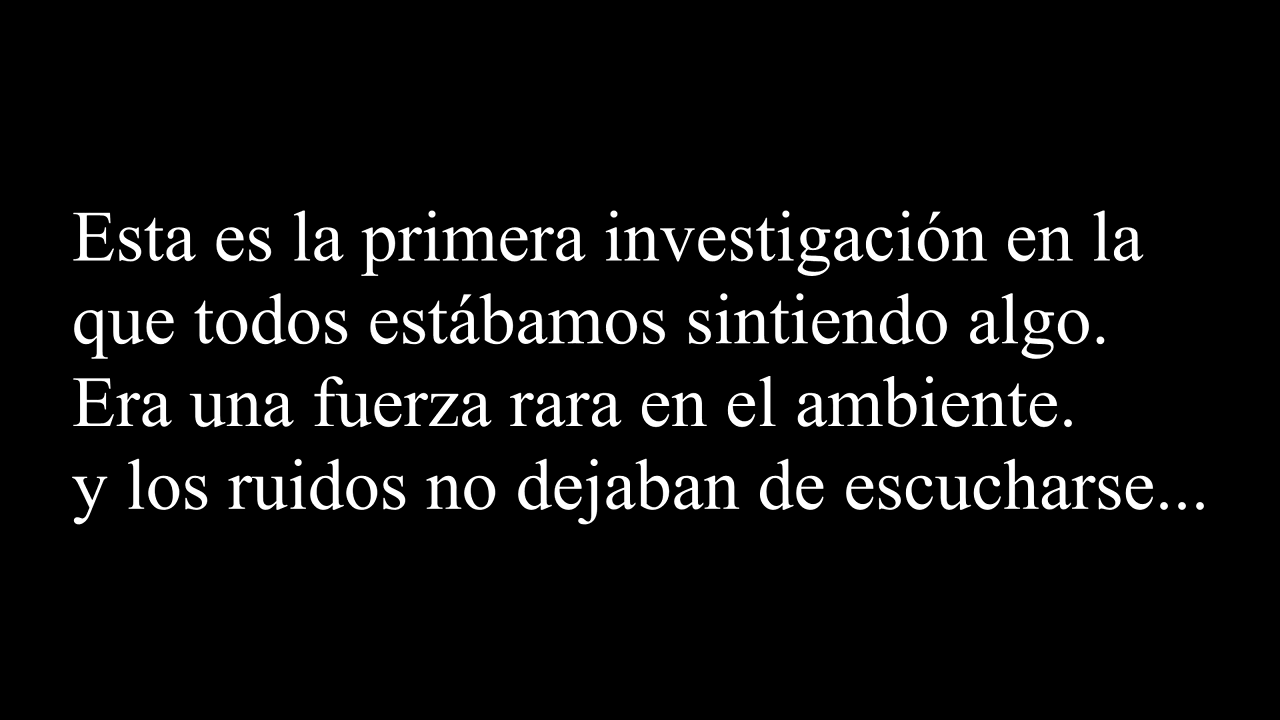 Esta es la primera investigación en la
que todos estábamos sintiendo algo.
Era una fuerza rara en el ambiente.
y los ruidos no dejaban de escucharse...